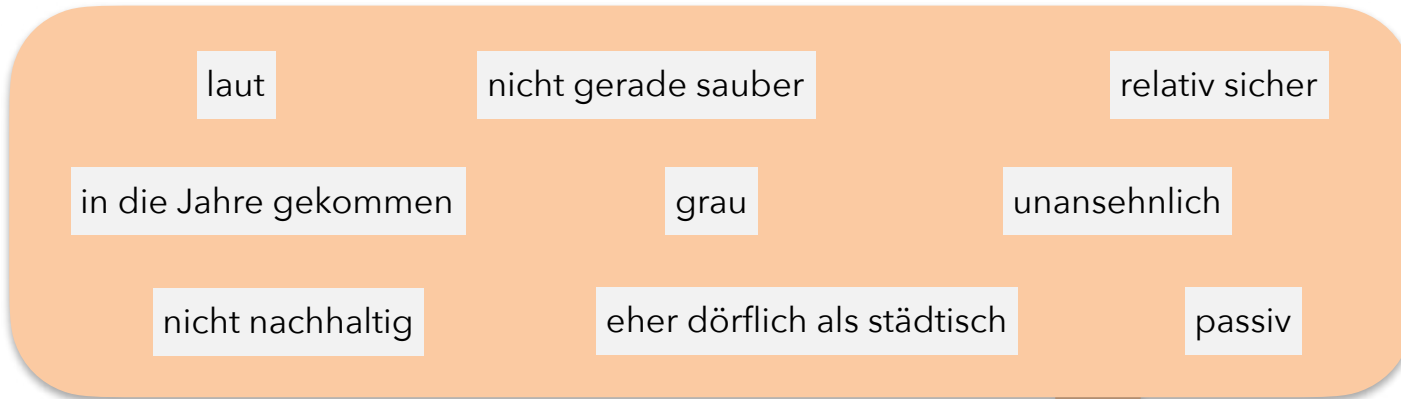 laut nicht gerade sauber relativ sicher
in die Jahre gekommen grau unansehnlich
nicht nachhaltig eher dörflich als städtisch passiv